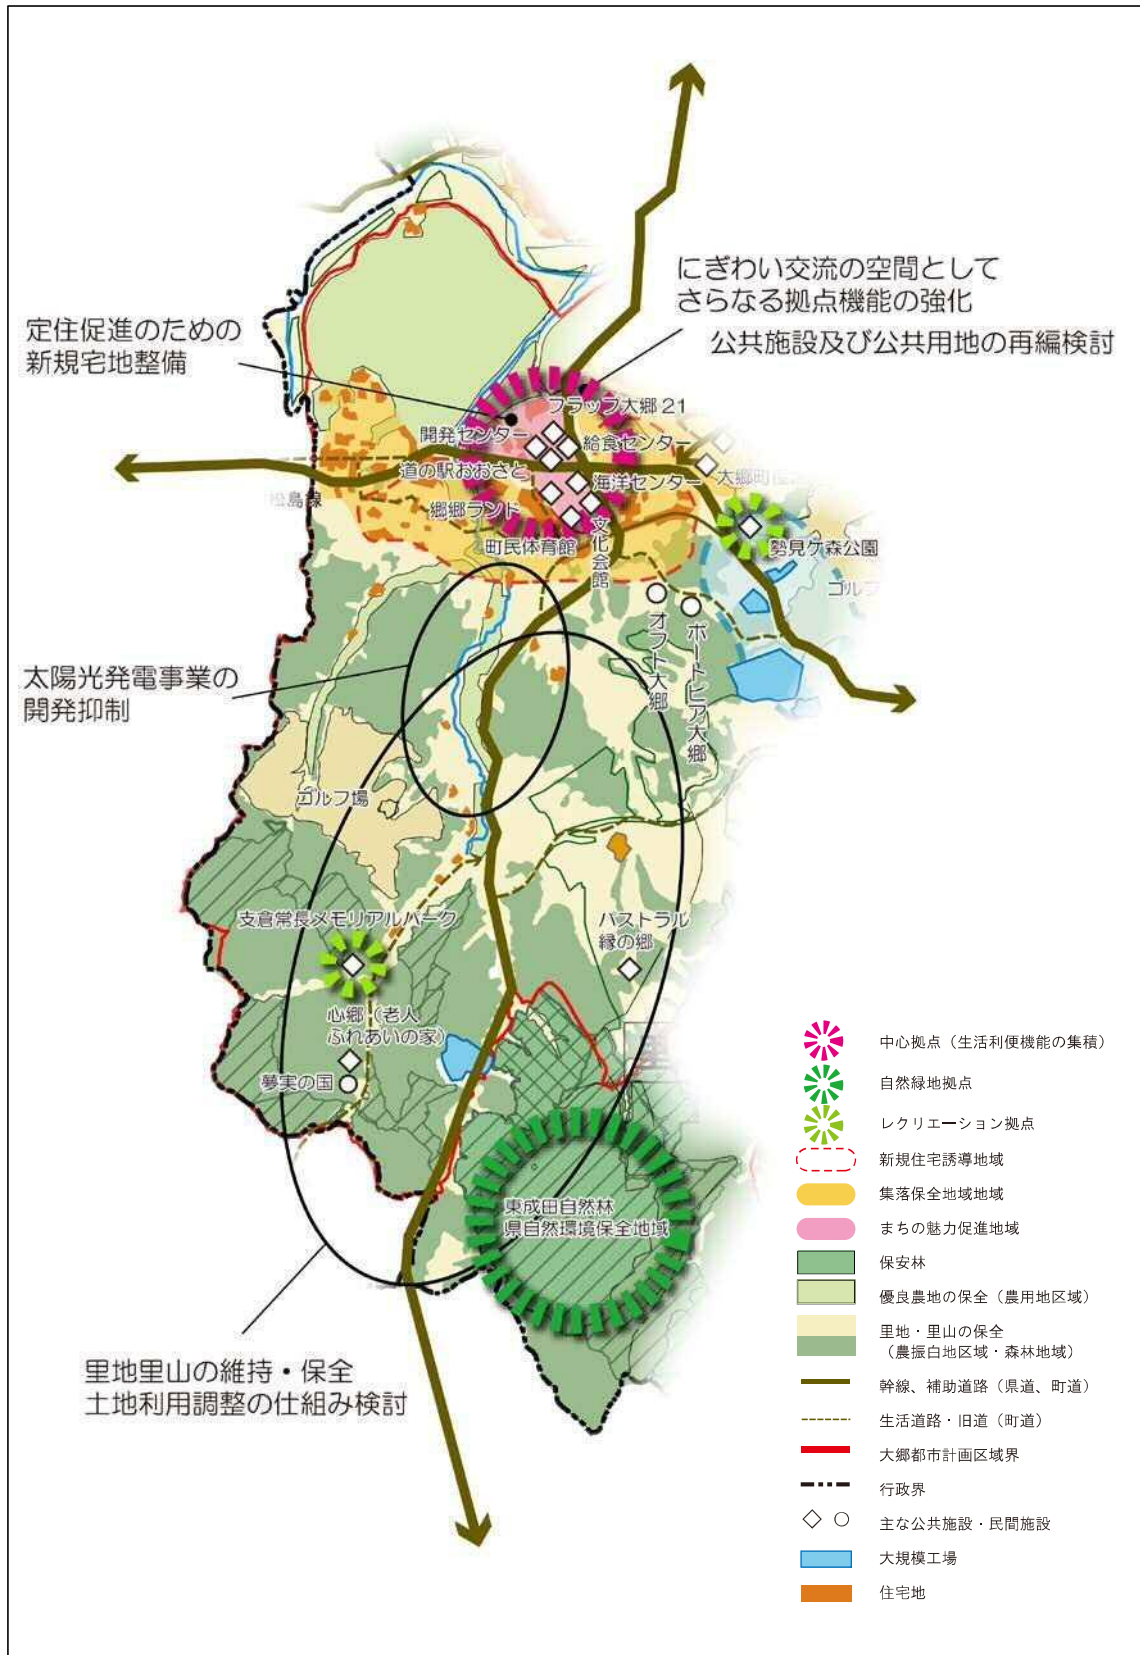 にぎわい交流の空間として
さらなる拠点機能の強化
公共施設及び公共用地の再編検討
定住促進のための
新規宅地整備
フラップ大郷21
開発センター
給食センター
道の駅おおさと
海洋センター
大郷町役
松島線
郷郷ランド
文化会館
町民体育館
勢見ケ森公園
ゴルフ
オフト大郷
ボートピア大郷
太陽光発電事業の
開発抑制
ゴルフ場
支倉常長メモリアルパーク
パストラル
縁の郷
心郷(老人
ふれあいの家)
夢実の国
東成田自然林
県自然環境保全地域
里地里山の維持・保全
土地利用調整の仕組み検討
中心拠点(生活利便機能の集積)
自然緑地拠点
レクリエーション拠点
新規住宅誘導地域
集落保全地域地域
まちの魅力促進地域
保安林
優良農地の保全(農用地区域)
里地・里山の保全
(農振白地区域・森林地域)
幹線、補助道路(県道、町道)
生活道路・旧道(町道)
大郷都市計画区域界
行政界
主な公共施設・民間施設
大規模工場
住宅地